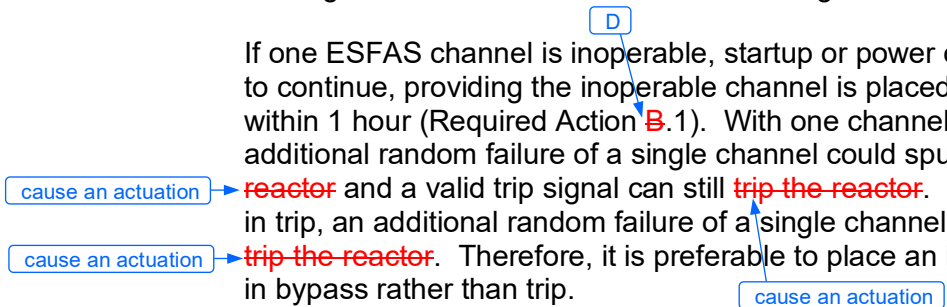 D
If one ESFAS channel is inoperable, startup or power
to continue, providing the inoperable channel is placed
within 1 hour (Required Action B.1). With one channel
additional random failure of a single channel could
cause an actuation reactor and a valid trip signal can still trip the reactor.
in trip, an additional random failure of a single channel
cause an actuation trip the reactor. Therefore, it is preferable to place an
in bypass rather than trip.
cause an actuation